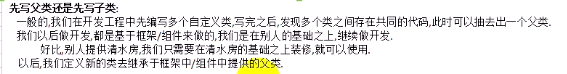 先写父类还是先写子类:
一般的,我们在开发工程中先编写多个自定义类,写完之后,发现多个类之间存在共同的代码,此时可以抽去出一个父类.
我们以后做开发,都是基于框架/组件来做的,我们是在别人的基础之上,继续做开发.
好比,别人提供清水房,我们只需要在清水房的基础之上装修,就可以使用.
以后,我们定义新的类去继承于框架中/组件中提供的父类.